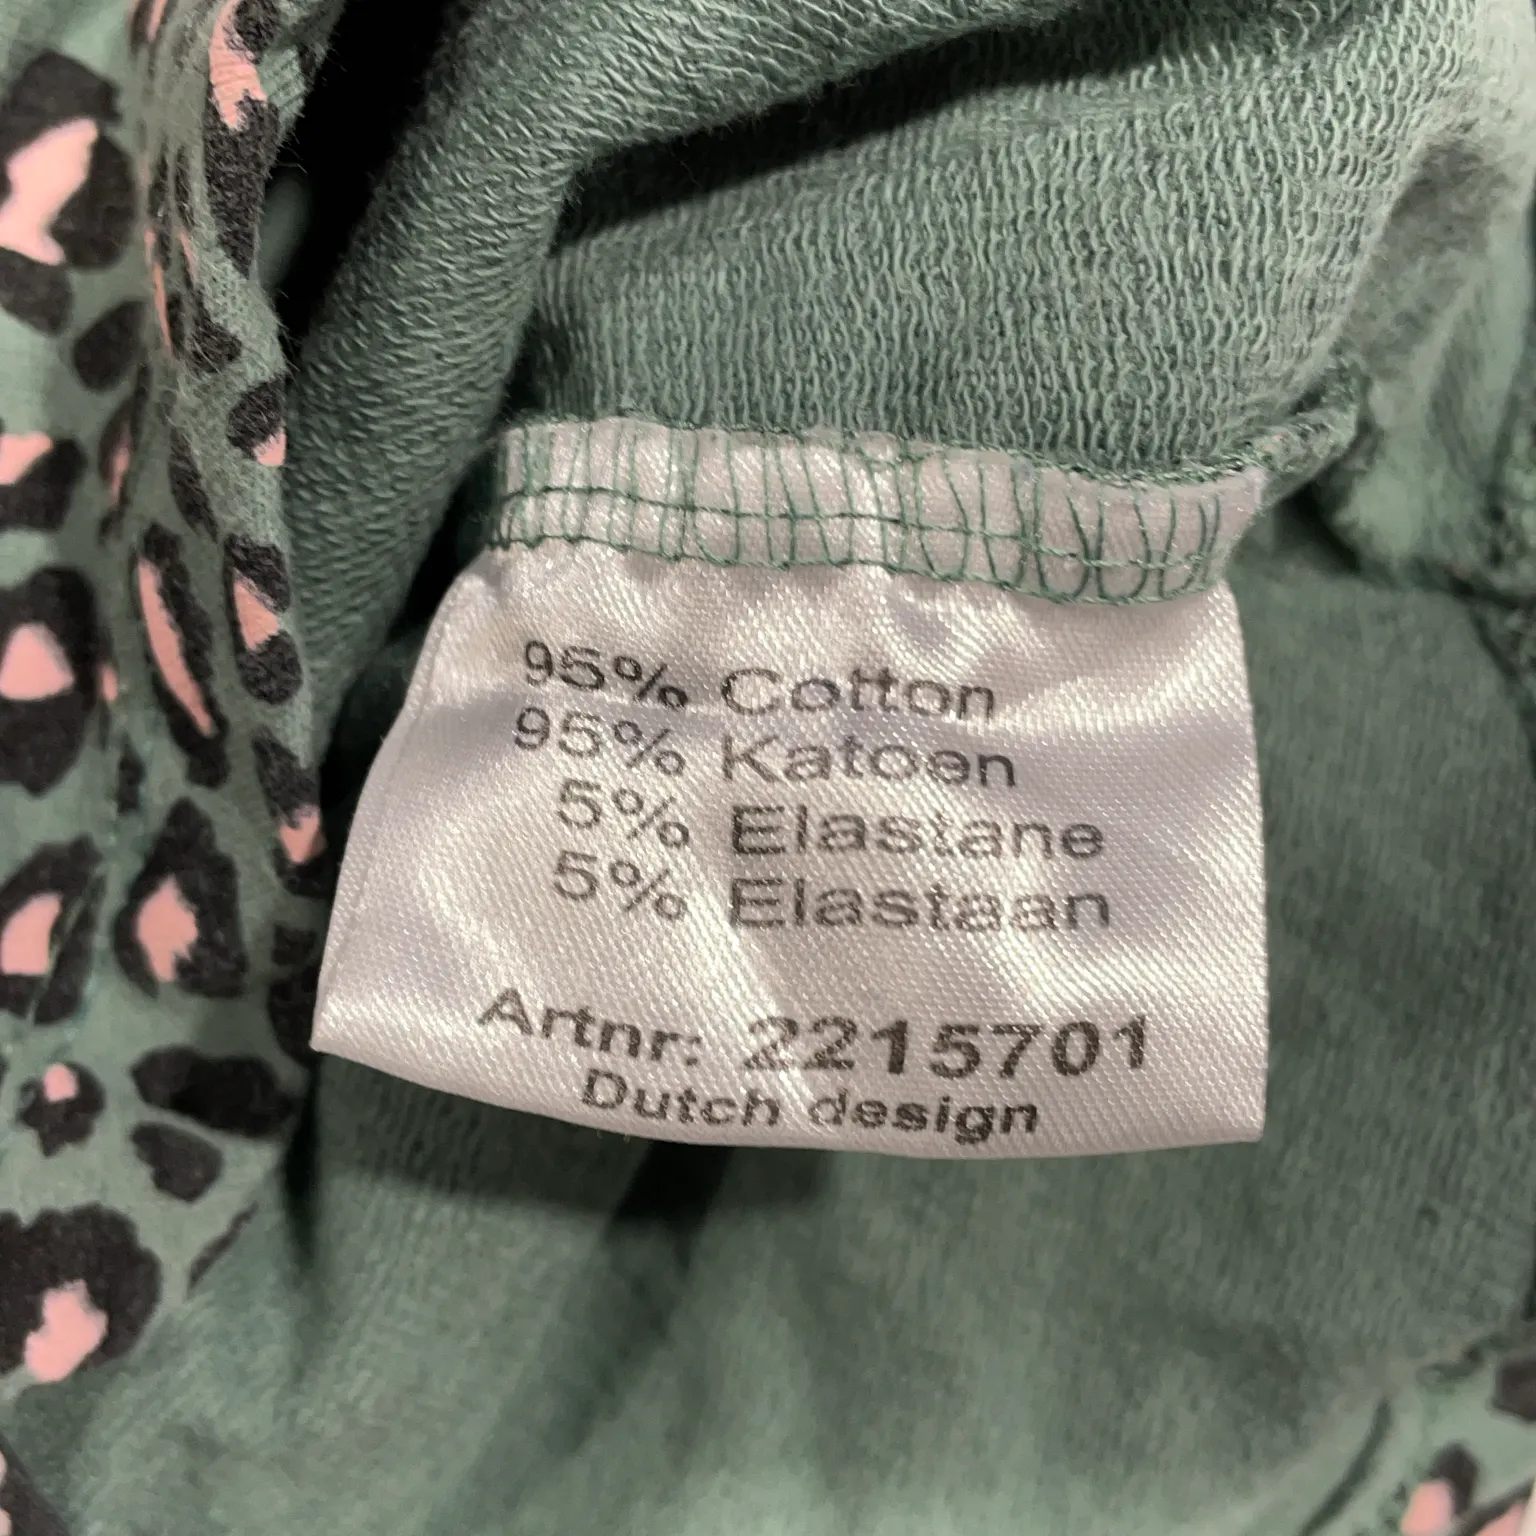 95% Cotton
95% Katoen
5% Elastane
5% Elastaan
Artnr: 2215701
Dutch design